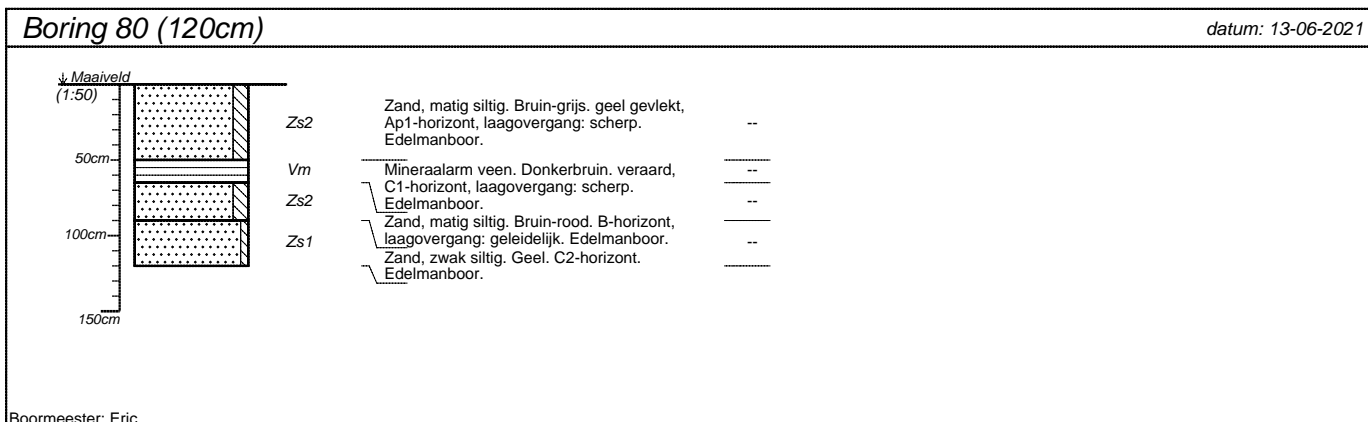 Boring 80 (120cm)
datum: 13-06-2021
Maaiveld
(1:50)
50cm
100cm
150cm
Zs2
Zand, matig siltig. Bruin-grijs. geel gevlekt,
Ap1-horizont, laagovergang: scherp.
Edelmanboor.
--
Vm
Mineraalarm veen. Donkerbruin. veraard,
C1-horizont, laagovergang: scherp.
Edelmanboor.
--
Zs2
Zand, matig siltig. Bruin-rood. B-horizont,
laagovergang: geleidelijk. Edelmanboor.
--
Zs1
Zand, zwak siltig. Geel. C2-horizont.
Edelmanboor.
--
Boormeester: Eric